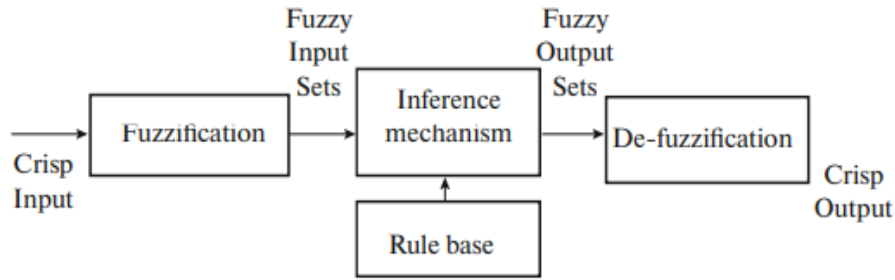 Fuzzy
Input
Sets
Fuzzy
Output
Sets
Fuzzification
Inference
mechanism
De-fuzzification
Crisp
Input
Crisp
Output
Rule base